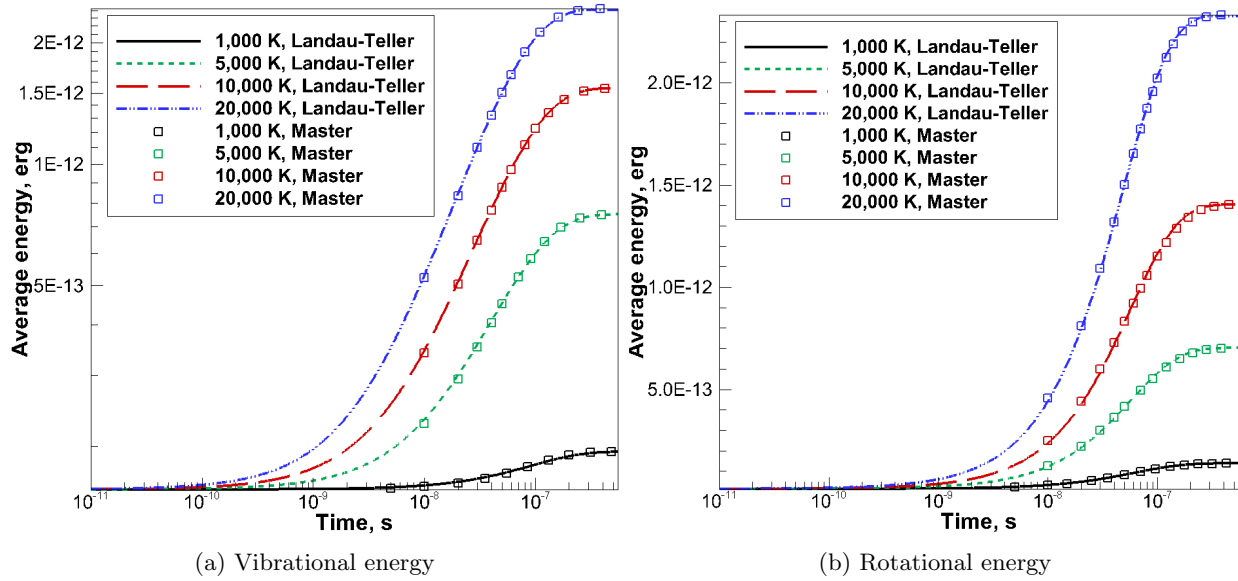 2E-12
1.5E-12
1E-12
5E-13
Average energy, erg
1,000 K, Landau-Teller
5,000 K, Landau-Teller
10,000 K, Landau-Teller
20,000 K, Landau-Teller
1,000 K, Master
5,000 K, Master
10,000 K, Master
20,000 K, Master
10-11
10-10
10-9
10-8
10-7
Time, s
(a) Vibrational energy
2.0E-12
1.5E-12
1.0E-12
5.0E-13
Average energy, erg
1,000 K, Landau-Teller
5,000 K, Landau-Teller
10,000 K, Landau-Teller
20,000 K, Landau-Teller
1,000 K, Master
5,000 K, Master
10,000 K, Master
20,000 K, Master
10-11
10-10
10-9
10-8
10-7
Time, s
(b) Rotational energy